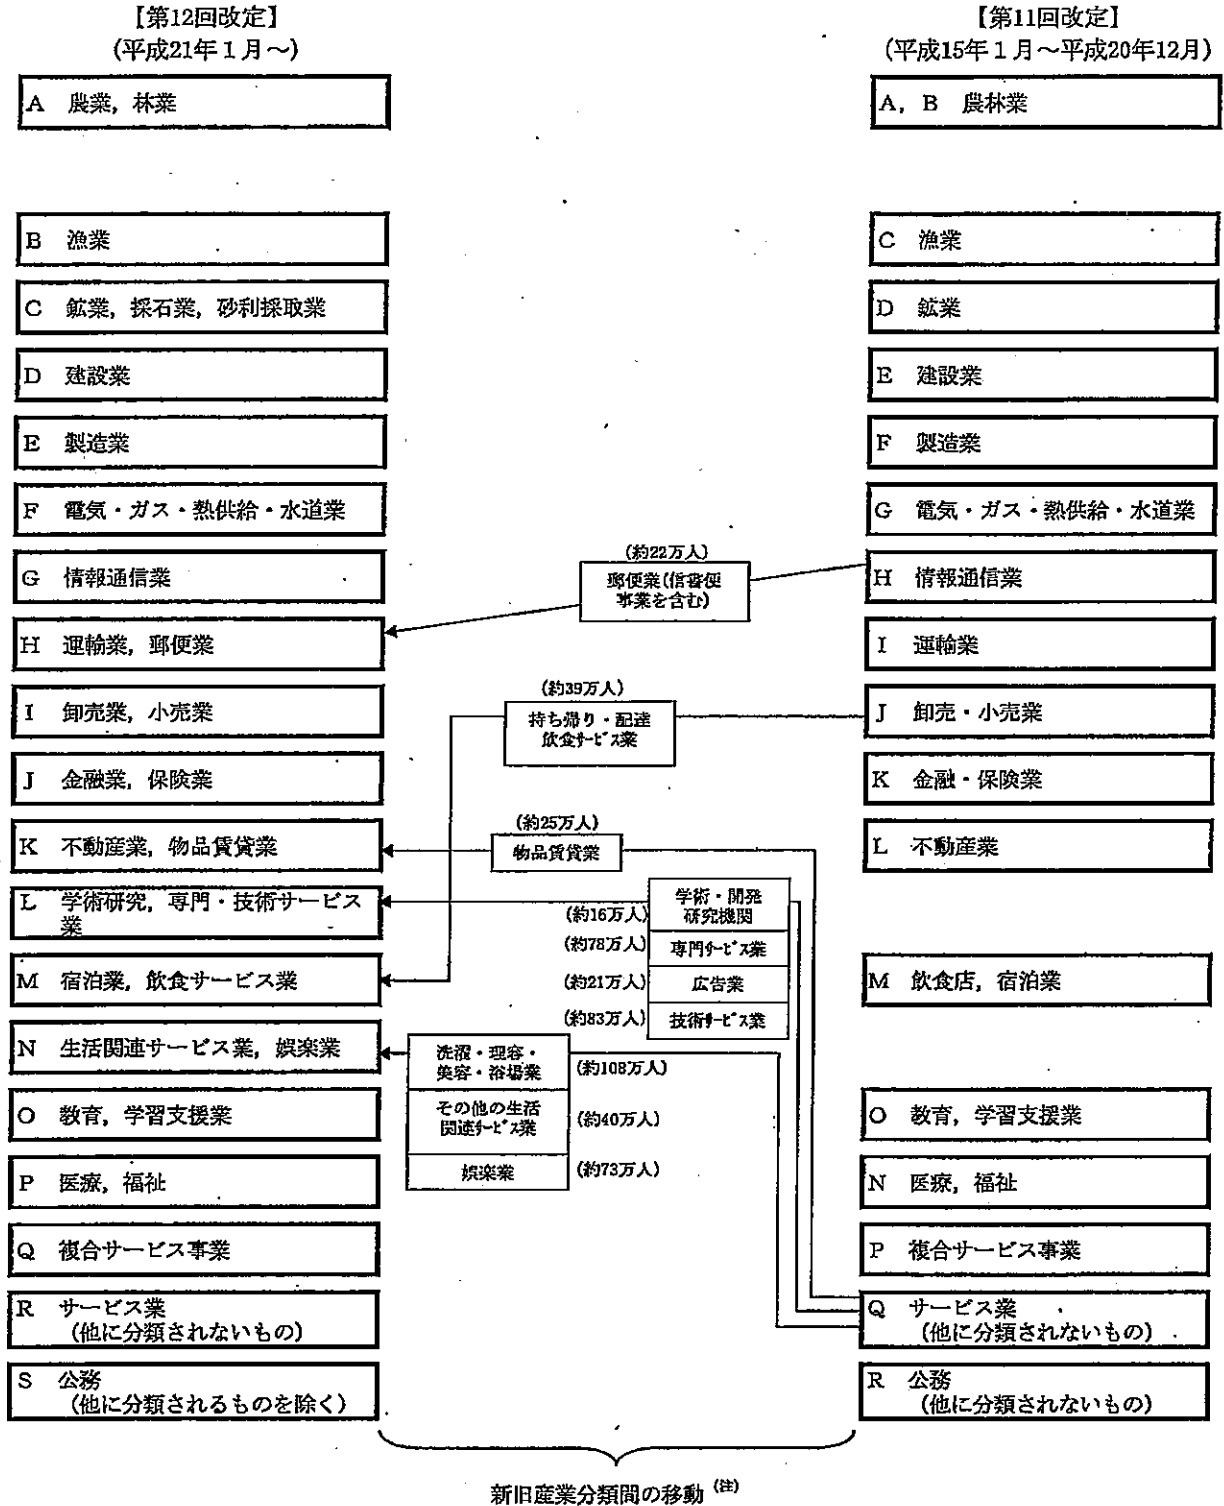 【第12回改定】
(平成21年1月～)
A 農業，林業
B 漁業
C 鉱業，採石業，砂利採取業
D 建設業
E 製造業
F 電気・ガス・熱供給・水道業
G 情報通信業
H 運輸業，郵便業
I 卸売業，小売業
J 金融業，保険業
K 不動産業，物品賃貸業
L 学術研究，専門・技術サービス
業
M 宿泊業，飲食サービス業
N 生活関連サービス業，娯楽業
O 教育，学習支援業
P 医療，福祉
Q 複合サービス事業
R サービス業
(他に分類されないもの)
S 公務
(他に分類されるものを除く)
(約22万人)
郵便業(信書便
事業を含む)
(約39万人)
持ち帰り・配達
飲食ｻｰﾋﾞｽ業
(約25万人)
物品賃貸業
学術・開発
研究機関
(約16万人)
専門ｻｰﾋﾞｽ業
(約78万人)
広告業
(約21万人)
技術ｻｰﾋﾞｽ業
(約83万人)
洗濯・理容・
美容・浴場業
(約108万人)
その他の生活
関連ｻｰﾋﾞｽ業
(約40万人)
娯楽業
(約73万人)
【第11回改定】
(平成15年1月～平成20年12月)
A，B 農林業
C 漁業
D 鉱業
E 建設業
F 製造業
G 電気・ガス・熱供給・水道業
H 情報通信業
I 運輸業
J 卸売・小売業
K 金融・保険業
L 不動産業
M 飲食店，宿泊業
O 教育，学習支援業
N 医療，福祉
P 複合サービス事業
Q サービス業
(他に分類されないもの)
R 公務
(他に分類されないもの)
新旧産業分類間の移動(注)